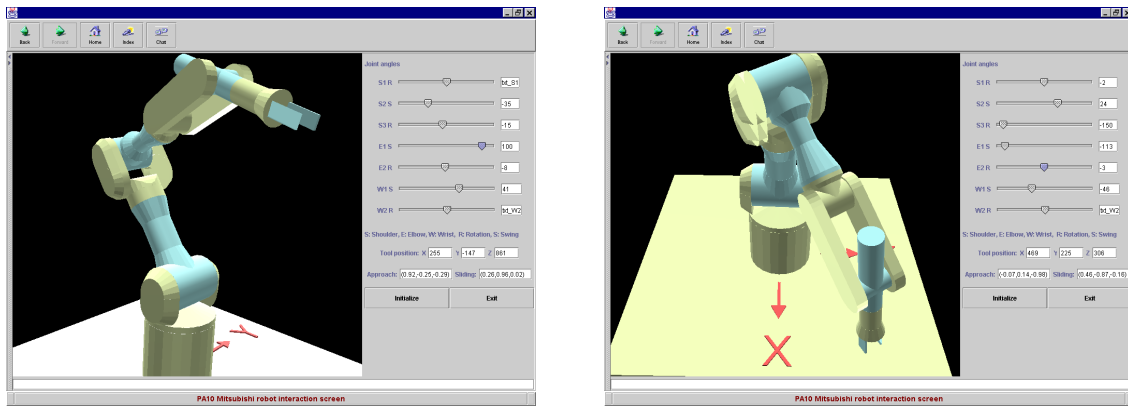 Back Forward Home Index Chat
Joint angles
S1 R txt_S1
S2 S -35
S3 R -15
E1 S 100
E2 R -8
W1 S 41
W2 R txt_W2
S: Shoulder, E: Elbow, W: Wrist, R: Rotation, S: Swing
Tool position: X 255 Y -147 Z 861
Approach: (0.92,-0.25,-0.29) Sliding: (0.26,0.96,0.02)
Initialize Exit
Y
PA10 Mitsubishi robot interaction screen
Back Forward Home Index Chat
Joint angles
S1 R -2
S2 S 24
S3 R -150
E1 S -113
E2 R -3
W1 S -46
W2 R txt_W2
S: Shoulder, E: Elbow, W: Wrist, R: Rotation, S: Swing
Tool position: X 469 Y 225 Z 306
Approach: (-0.07,0.14,-0.98) Sliding: (0.46,-0.87,-0.16)
Initialize Exit
X
PA10 Mitsubishi robot interaction screen